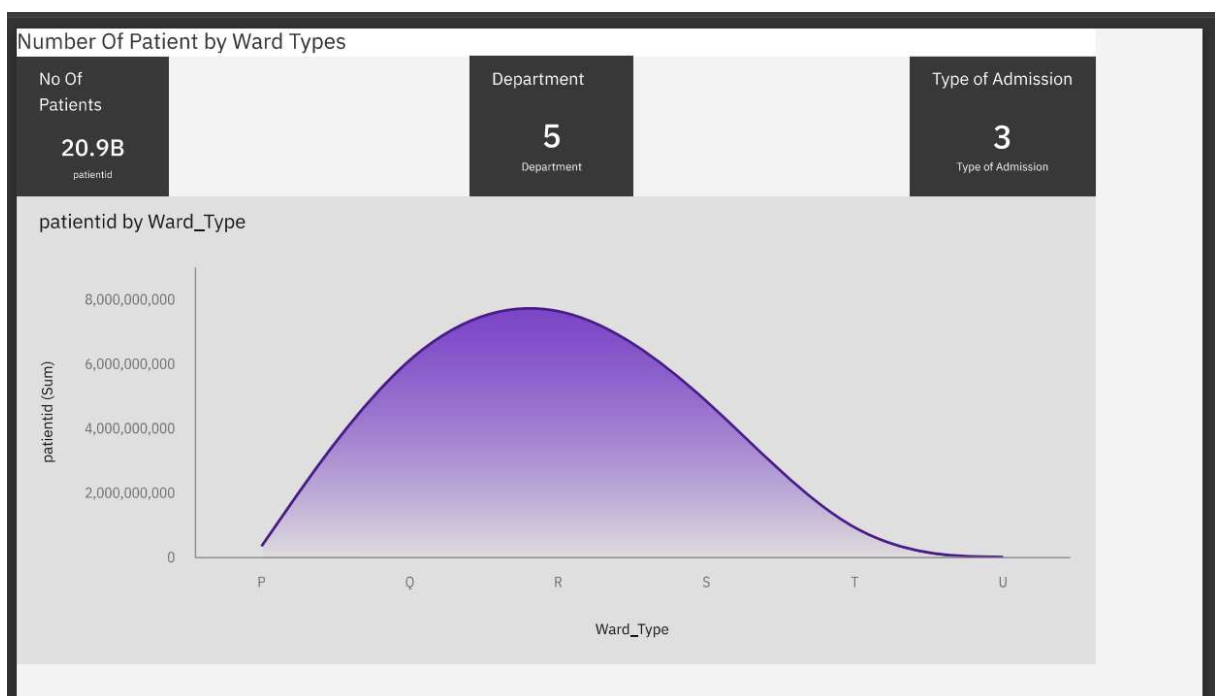 Number Of Patient by Ward Types
No Of
Patients
20.9B
patientid
Department
5
Department
Type of Admission
3
Type of Admission
patientid by Ward_Type
patientid (Sum)
8,000,000,000
6,000,000,000
4,000,000,000
2,000,000,000
0
P Q R S T U
Ward_Type